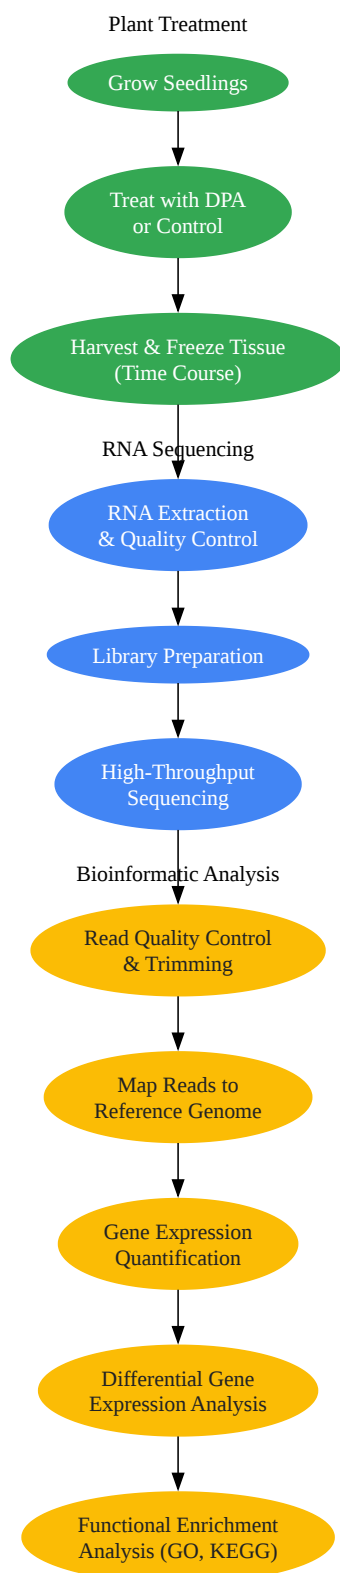 Plant Treatment
Grow Seedlings
Treat with DPA
or Control
Harvest & Freeze Tissue
(Time Course)
RNA Sequencing
RNA Extraction
& Quality Control
Library Preparation
High-Throughput
Sequencing
Bioinformatic Analysis
Read Quality Control
& Trimming
Map Reads to
Reference Genome
Gene Expression
Quantification
Differential Gene
Expression Analysis
Functional Enrichment
Analysis (GO, KEGG)